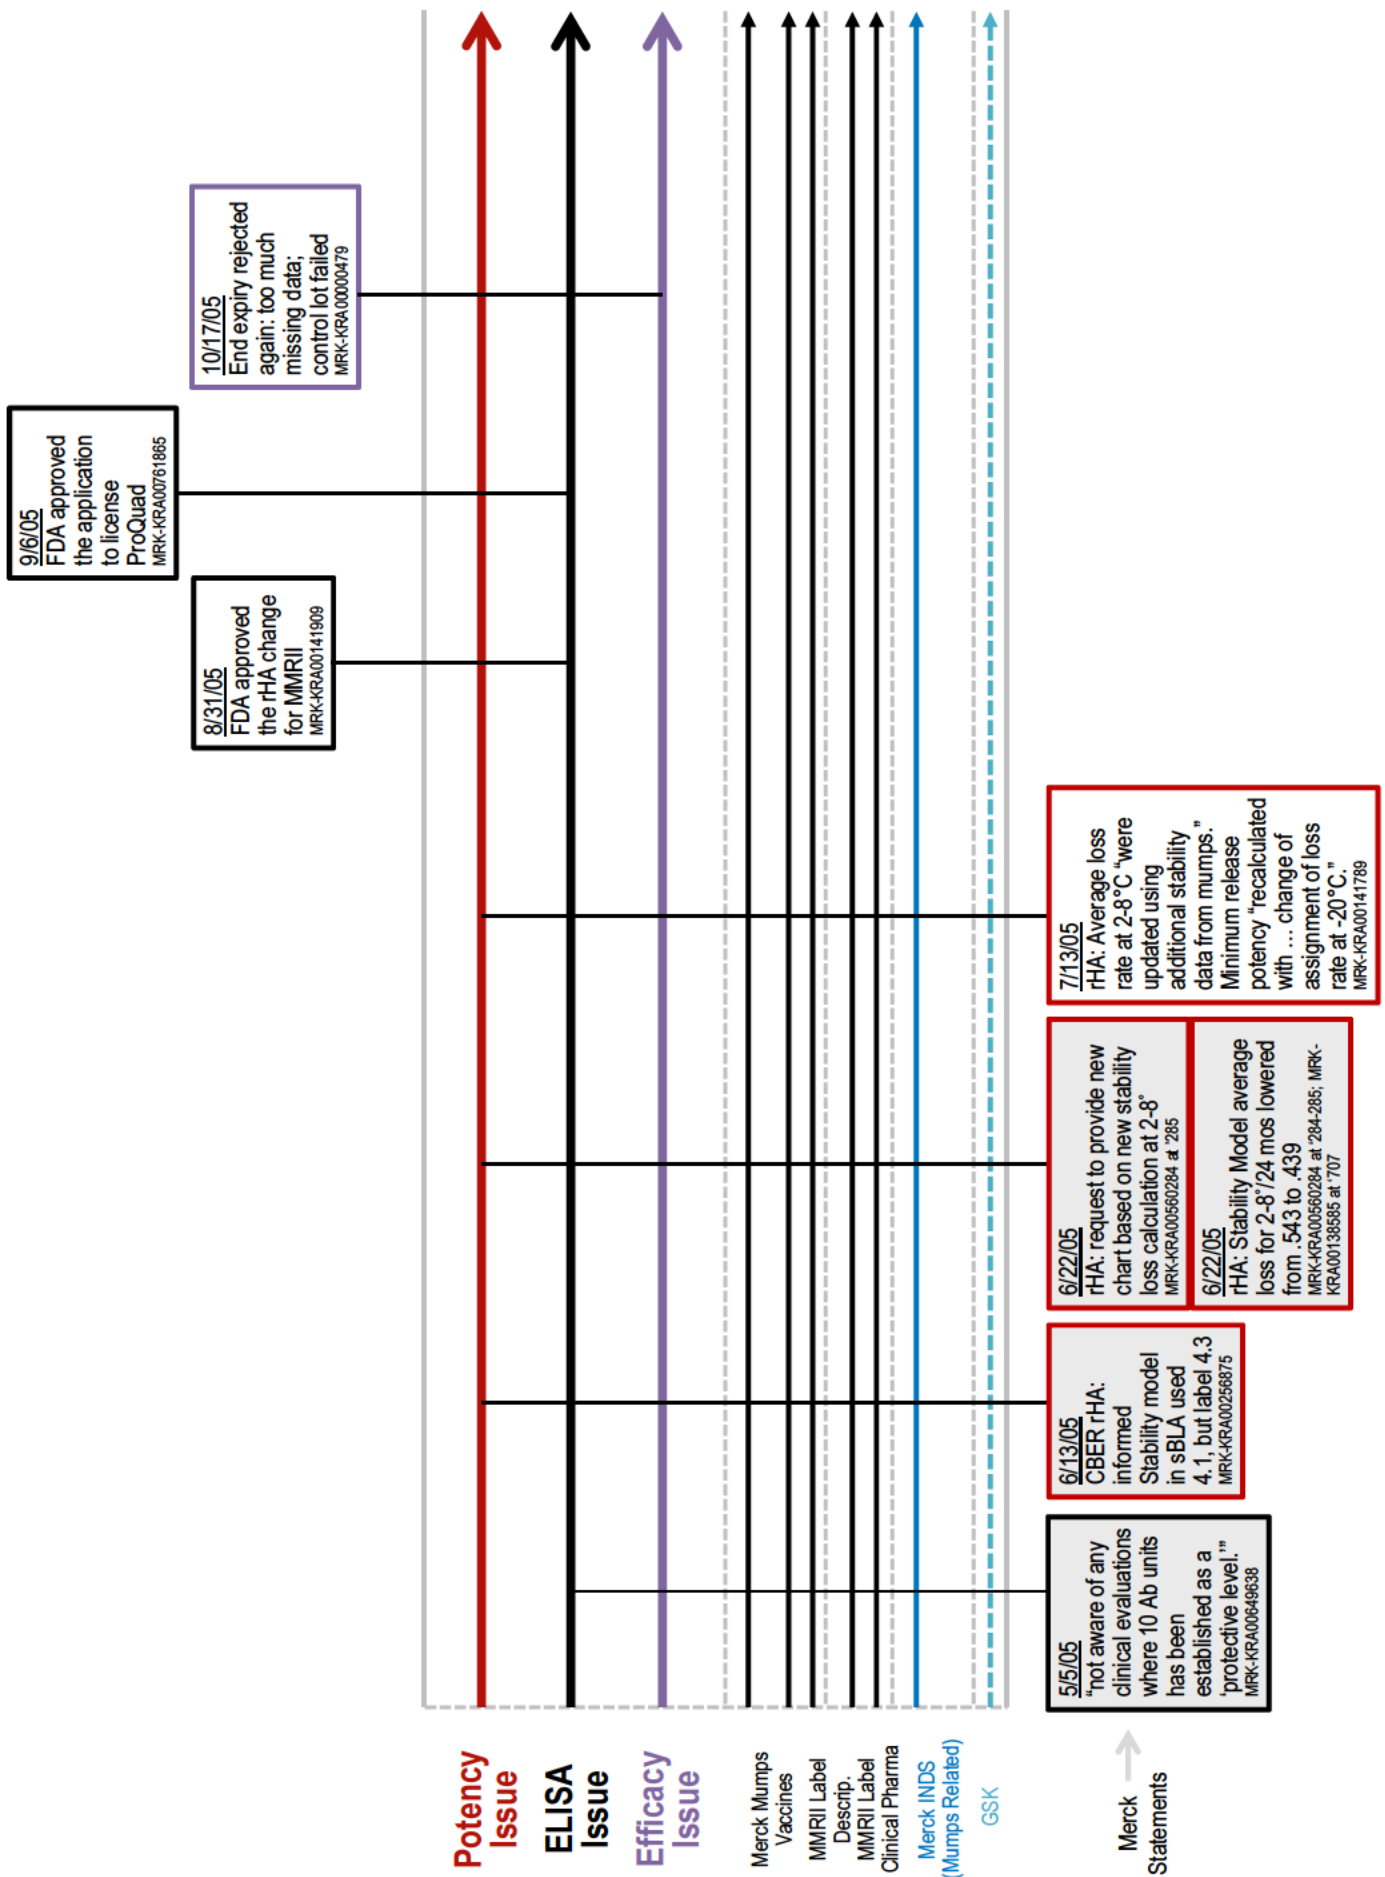 9/6/05
FDA approved
the application
to license
ProQuad
MRK-KRA00761865
8/31/05
FDA approved
the rHA change
for MMRII
MRK-KRA00141909
10/17/05
End expiry rejected
again: too much
missing data;
control lot failed
MRK-KRA00000479
Potency
Issue
ELISA
Issue
Efficacy
Issue
Merck Mumps
Vaccines
MMRII Label
Descrip.
MMRII Label
Clinical Pharma
Merck INDS
(Mumps Related)
GSK
Merck
Statements
5/5/05
“not aware of any
clinical evaluations
where 10 Ab units
has been
established as a
‘protective level.’”
MRK-KRA00649638
6/13/05
CBER rHA:
informed
Stability model
in sBLA used
4.1, but label 4.3
MRK-KRA00256875
6/22/05
rHA: request to provide new
chart based on new stability
loss calculation at 2-8°
MRK-KRA00560284 at ’285
6/22/05
rHA: Stability Model average
loss for 2-8°/24 mos lowered
from .543 to .439
MRK-KRA00560284 at ‘284-285; MRK-
KRA00138585 at ‘707
7/13/05
rHA: Average loss
rate at 2-8°C “were
updated using
additional stability
data from mumps.”
Minimum release
potency “recalculated
with … change of
assignment of loss
rate at -20°C.”
MRK-KRA00141789